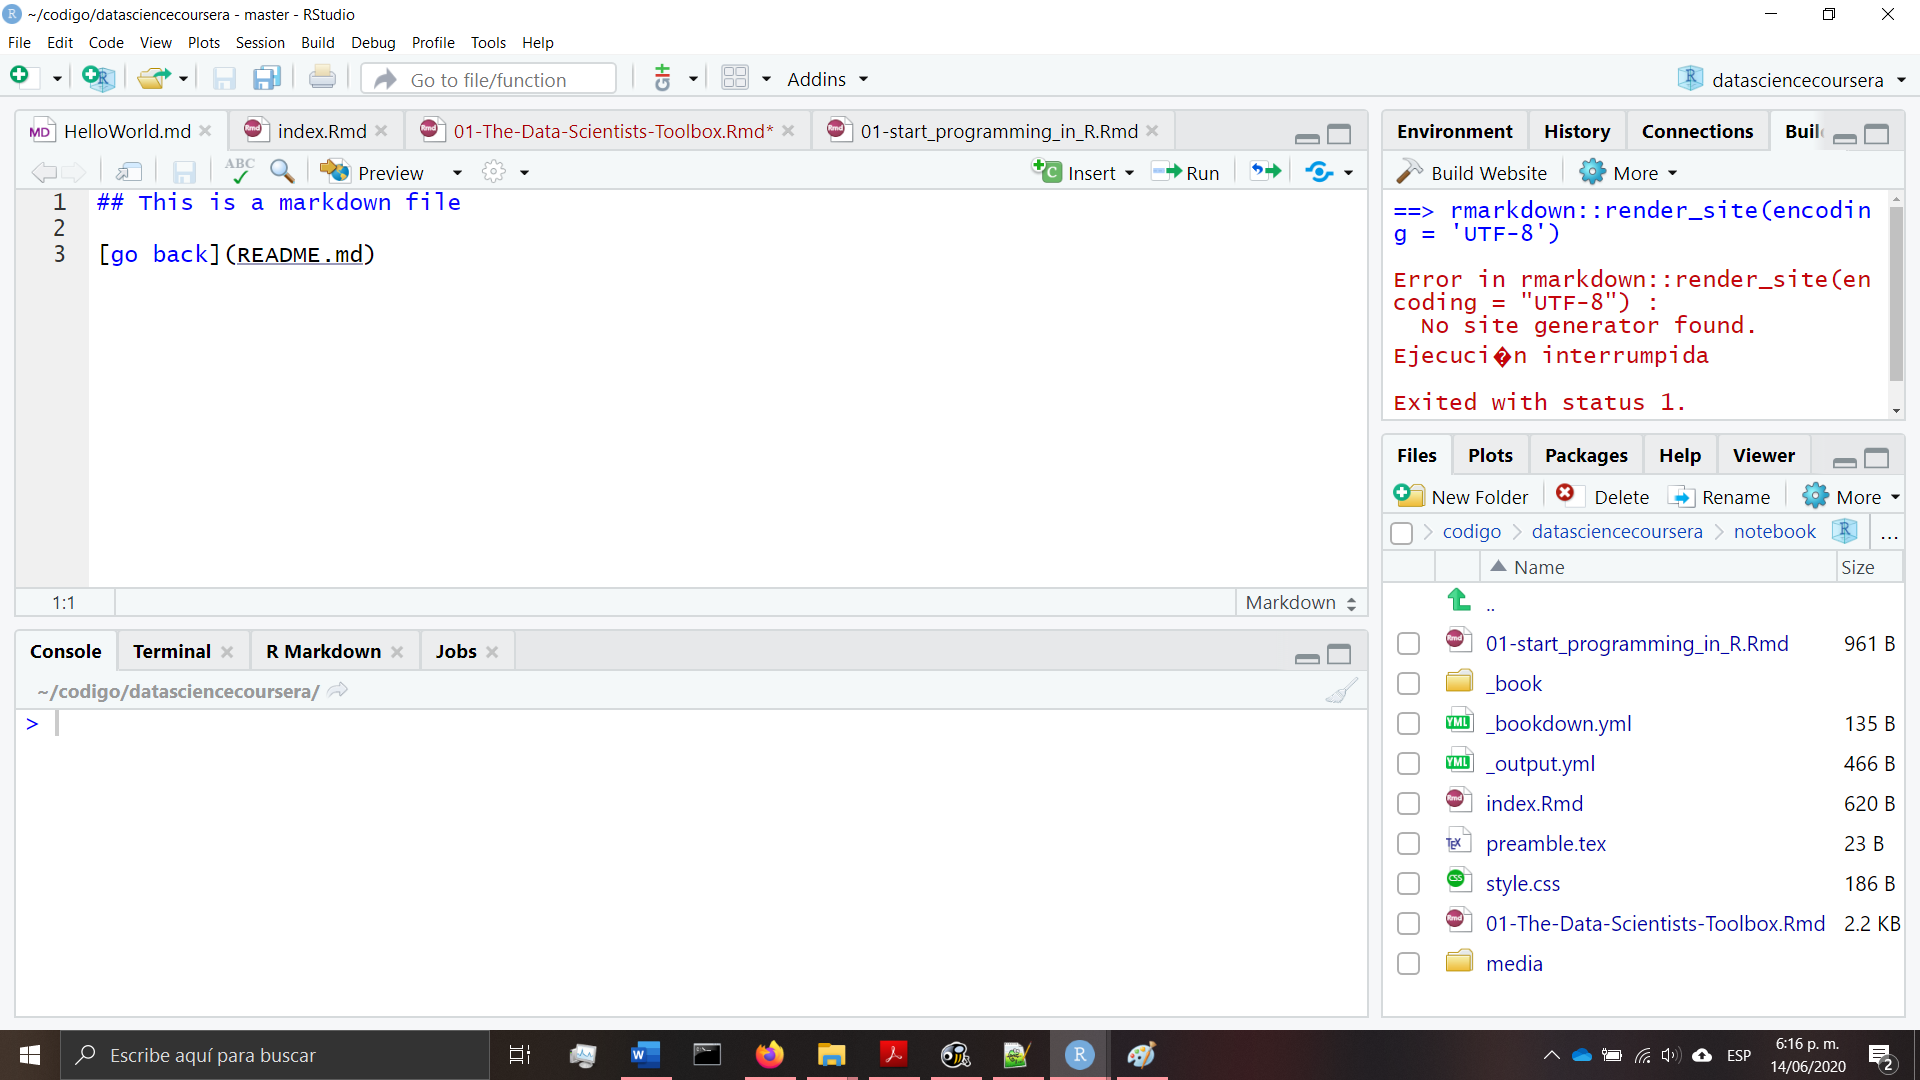 ~/codigo/datasciencecoursera - master - RStudio
File Edit Code View Plots Session Build Debug Profile Tools Help
Go to file/function
Addins
datasciencecoursera
HelloWorld.md
index.Rmd
01-The-Data-Scientists-Toolbox.Rmd*
01-start_programming_in_R.Rmd
ABC
Preview
Insert
Run
1 ## This is a markdown file
2
3 [go back](README.md)
1:1
Markdown
Console Terminal R Markdown Jobs
~/codigo/datasciencecoursera/
>
Environment History Connections Buil
Build Website More
==> rmarkdown::render_site(encodin
g = 'UTF-8')
Error in rmarkdown::render_site(en
coding = "UTF-8") :
No site generator found.
Ejecuci�n interrumpida
Exited with status 1.
Files Plots Packages Help Viewer
New Folder Delete Rename More
codigo datasciencecoursera notebook ...
Name Size
..
01-start_programming_in_R.Rmd 961 B
_book
_bookdown.yml 135 B
_output.yml 466 B
index.Rmd 620 B
preamble.tex 23 B
style.css 186 B
01-The-Data-Scientists-Toolbox.Rmd 2.2 KB
media
Escribe aquí para buscar
ESP
6:16 p. m.
14/06/2020
2